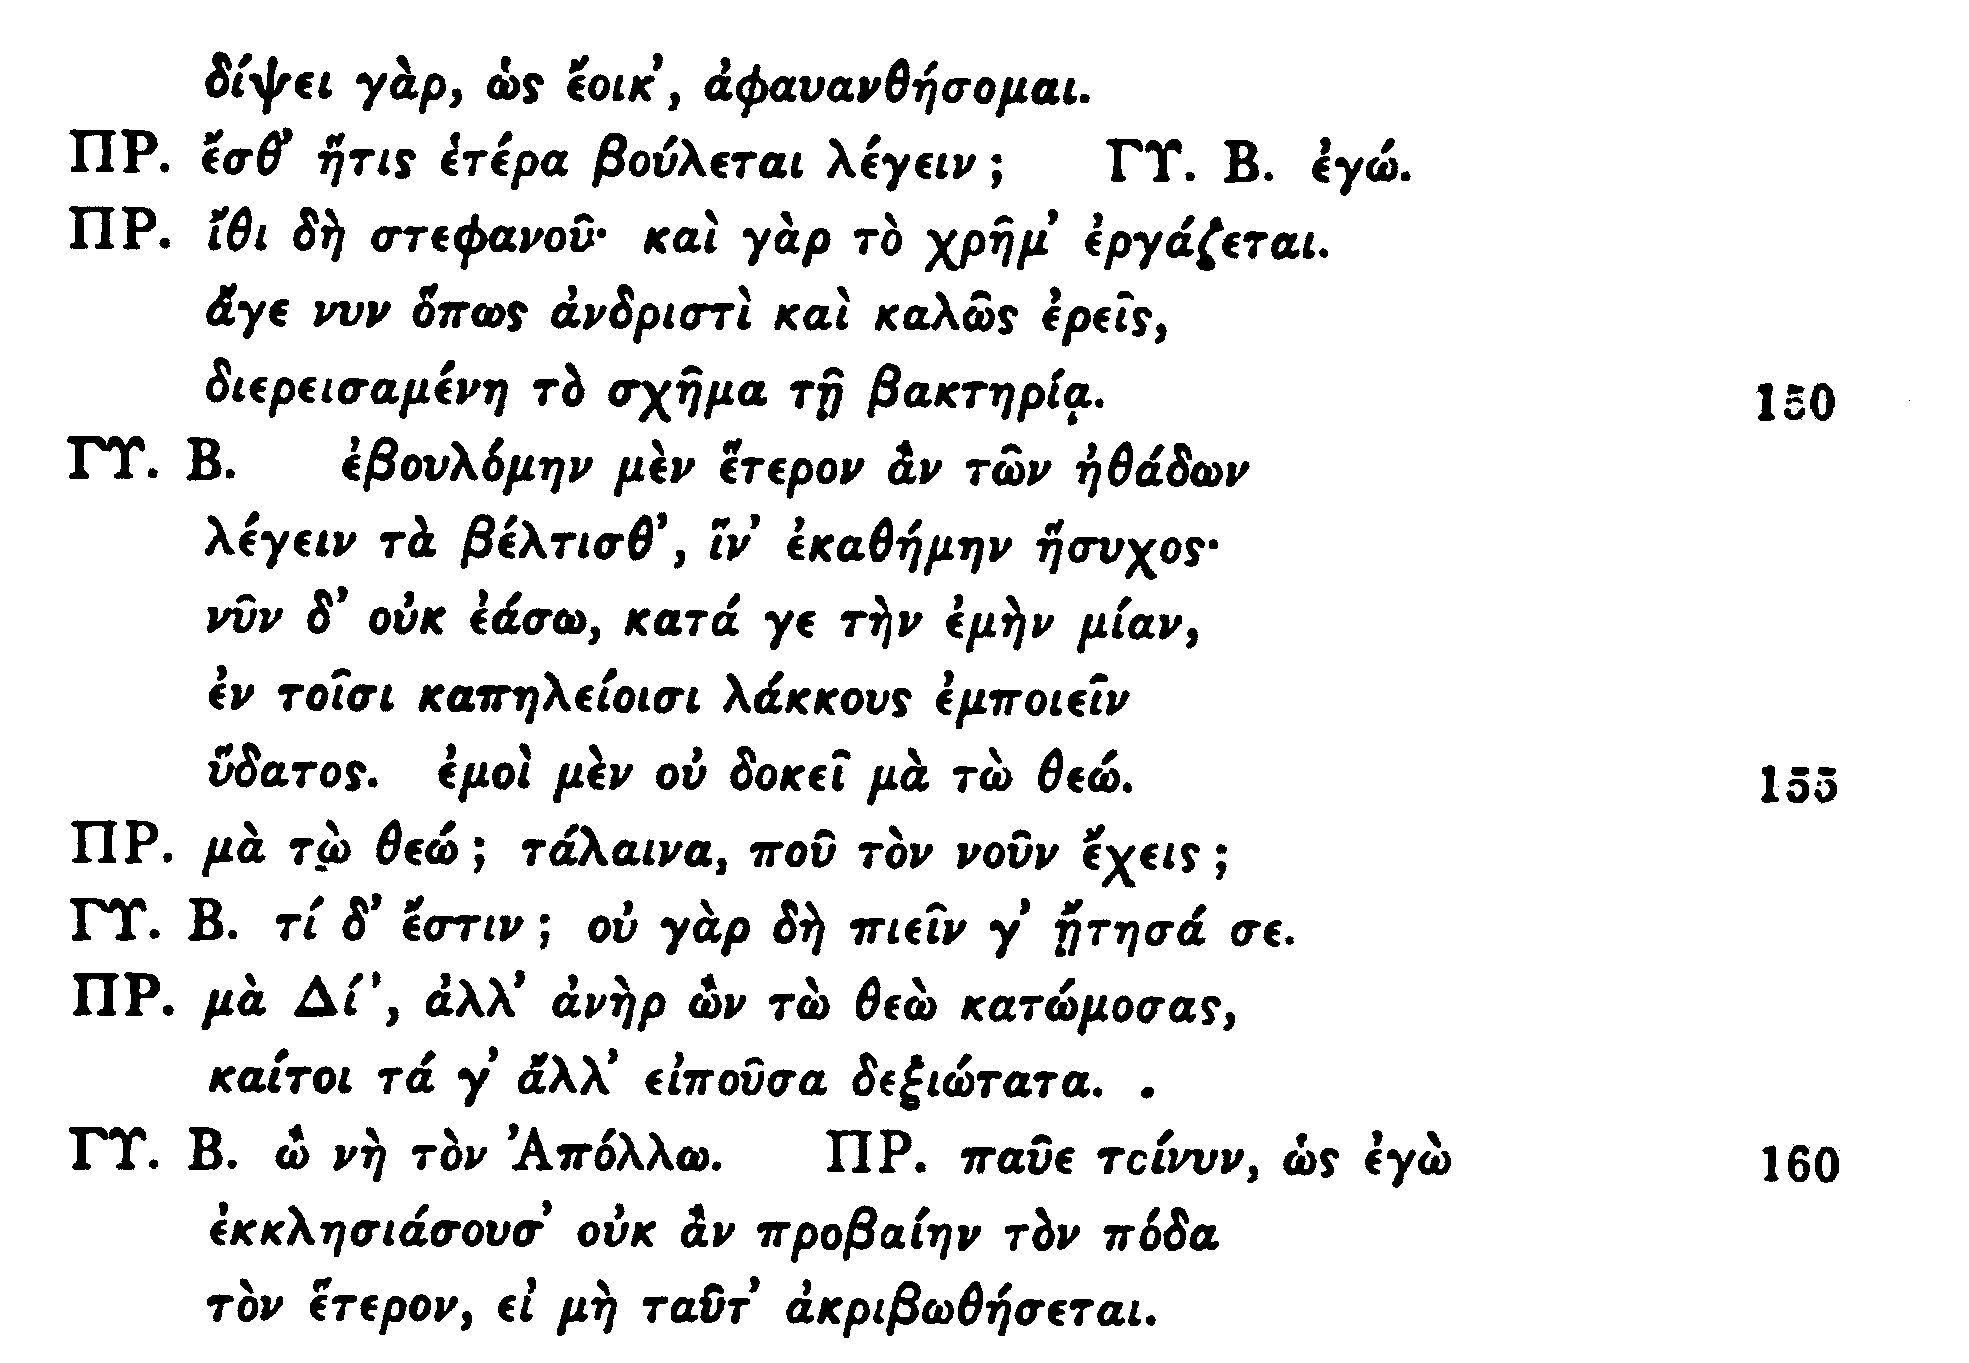 δίψει γὰρ, ὡς ἔοικ’, ἀφαυανθήσομαι.
ΠΡ. ἔσθ’ ἥτις ἑτέρα βούλεται λέγειν; ΓΥ. Β. ἐγώ.
ΠΡ. ἴθι δὴ στεφανοῦ· καὶ γὰρ τὸ χρῆμ’ ἐργάζεται.
ἄγε νυν ὅπως ἀνδριστὶ καὶ καλῶς ἐρεῖς,
διερεισαμένη τὸ σχῆμα τῇ βακτηρίᾳ. 150
ΓΥ. Β. ἐβουλόμην μὲν ἕτερον ἂν τῶν ἠθάδων
λέγειν τὰ βέλτισθ’, ἵν’ ἐκαθήμην ἥσυχος·
νῦν δ’ οὐκ ἐάσω, κατά γε τὴν ἐμὴν μίαν,
ἐν τοῖσι καπηλείοισι λάκκους ἐμποιεῖν
ὕδατος. ἐμοὶ μὲν οὐ δοκεῖ μὰ τὼ θεώ. 155
ΠΡ. μὰ τὼ θεώ; τάλαινα, ποῦ τὸν νοῦν ἔχεις;
ΓΥ. Β. τί δ’ ἔστιν; οὐ γὰρ δὴ πιεῖν γ’ ᾔτησά σε.
ΠΡ. μὰ Δί’, ἀλλ’ ἀνὴρ ὢν τὼ θεὼ κατώμοσας,
καίτοι τά γ’ ἄλλ’ εἰποῦσα δεξιώτατα.
ΓΥ. Β. ὢ νὴ τὸν Ἀπόλλω. ΠΡ. παῦε τοίνυν, ὡς ἐγὼ 160
ἐκκλησιάσουσ’ οὐκ ἂν προβαίην τὸν πόδα
τὸν ἕτερον, εἰ μὴ ταῦτ’ ἀκριβωθήσεται.